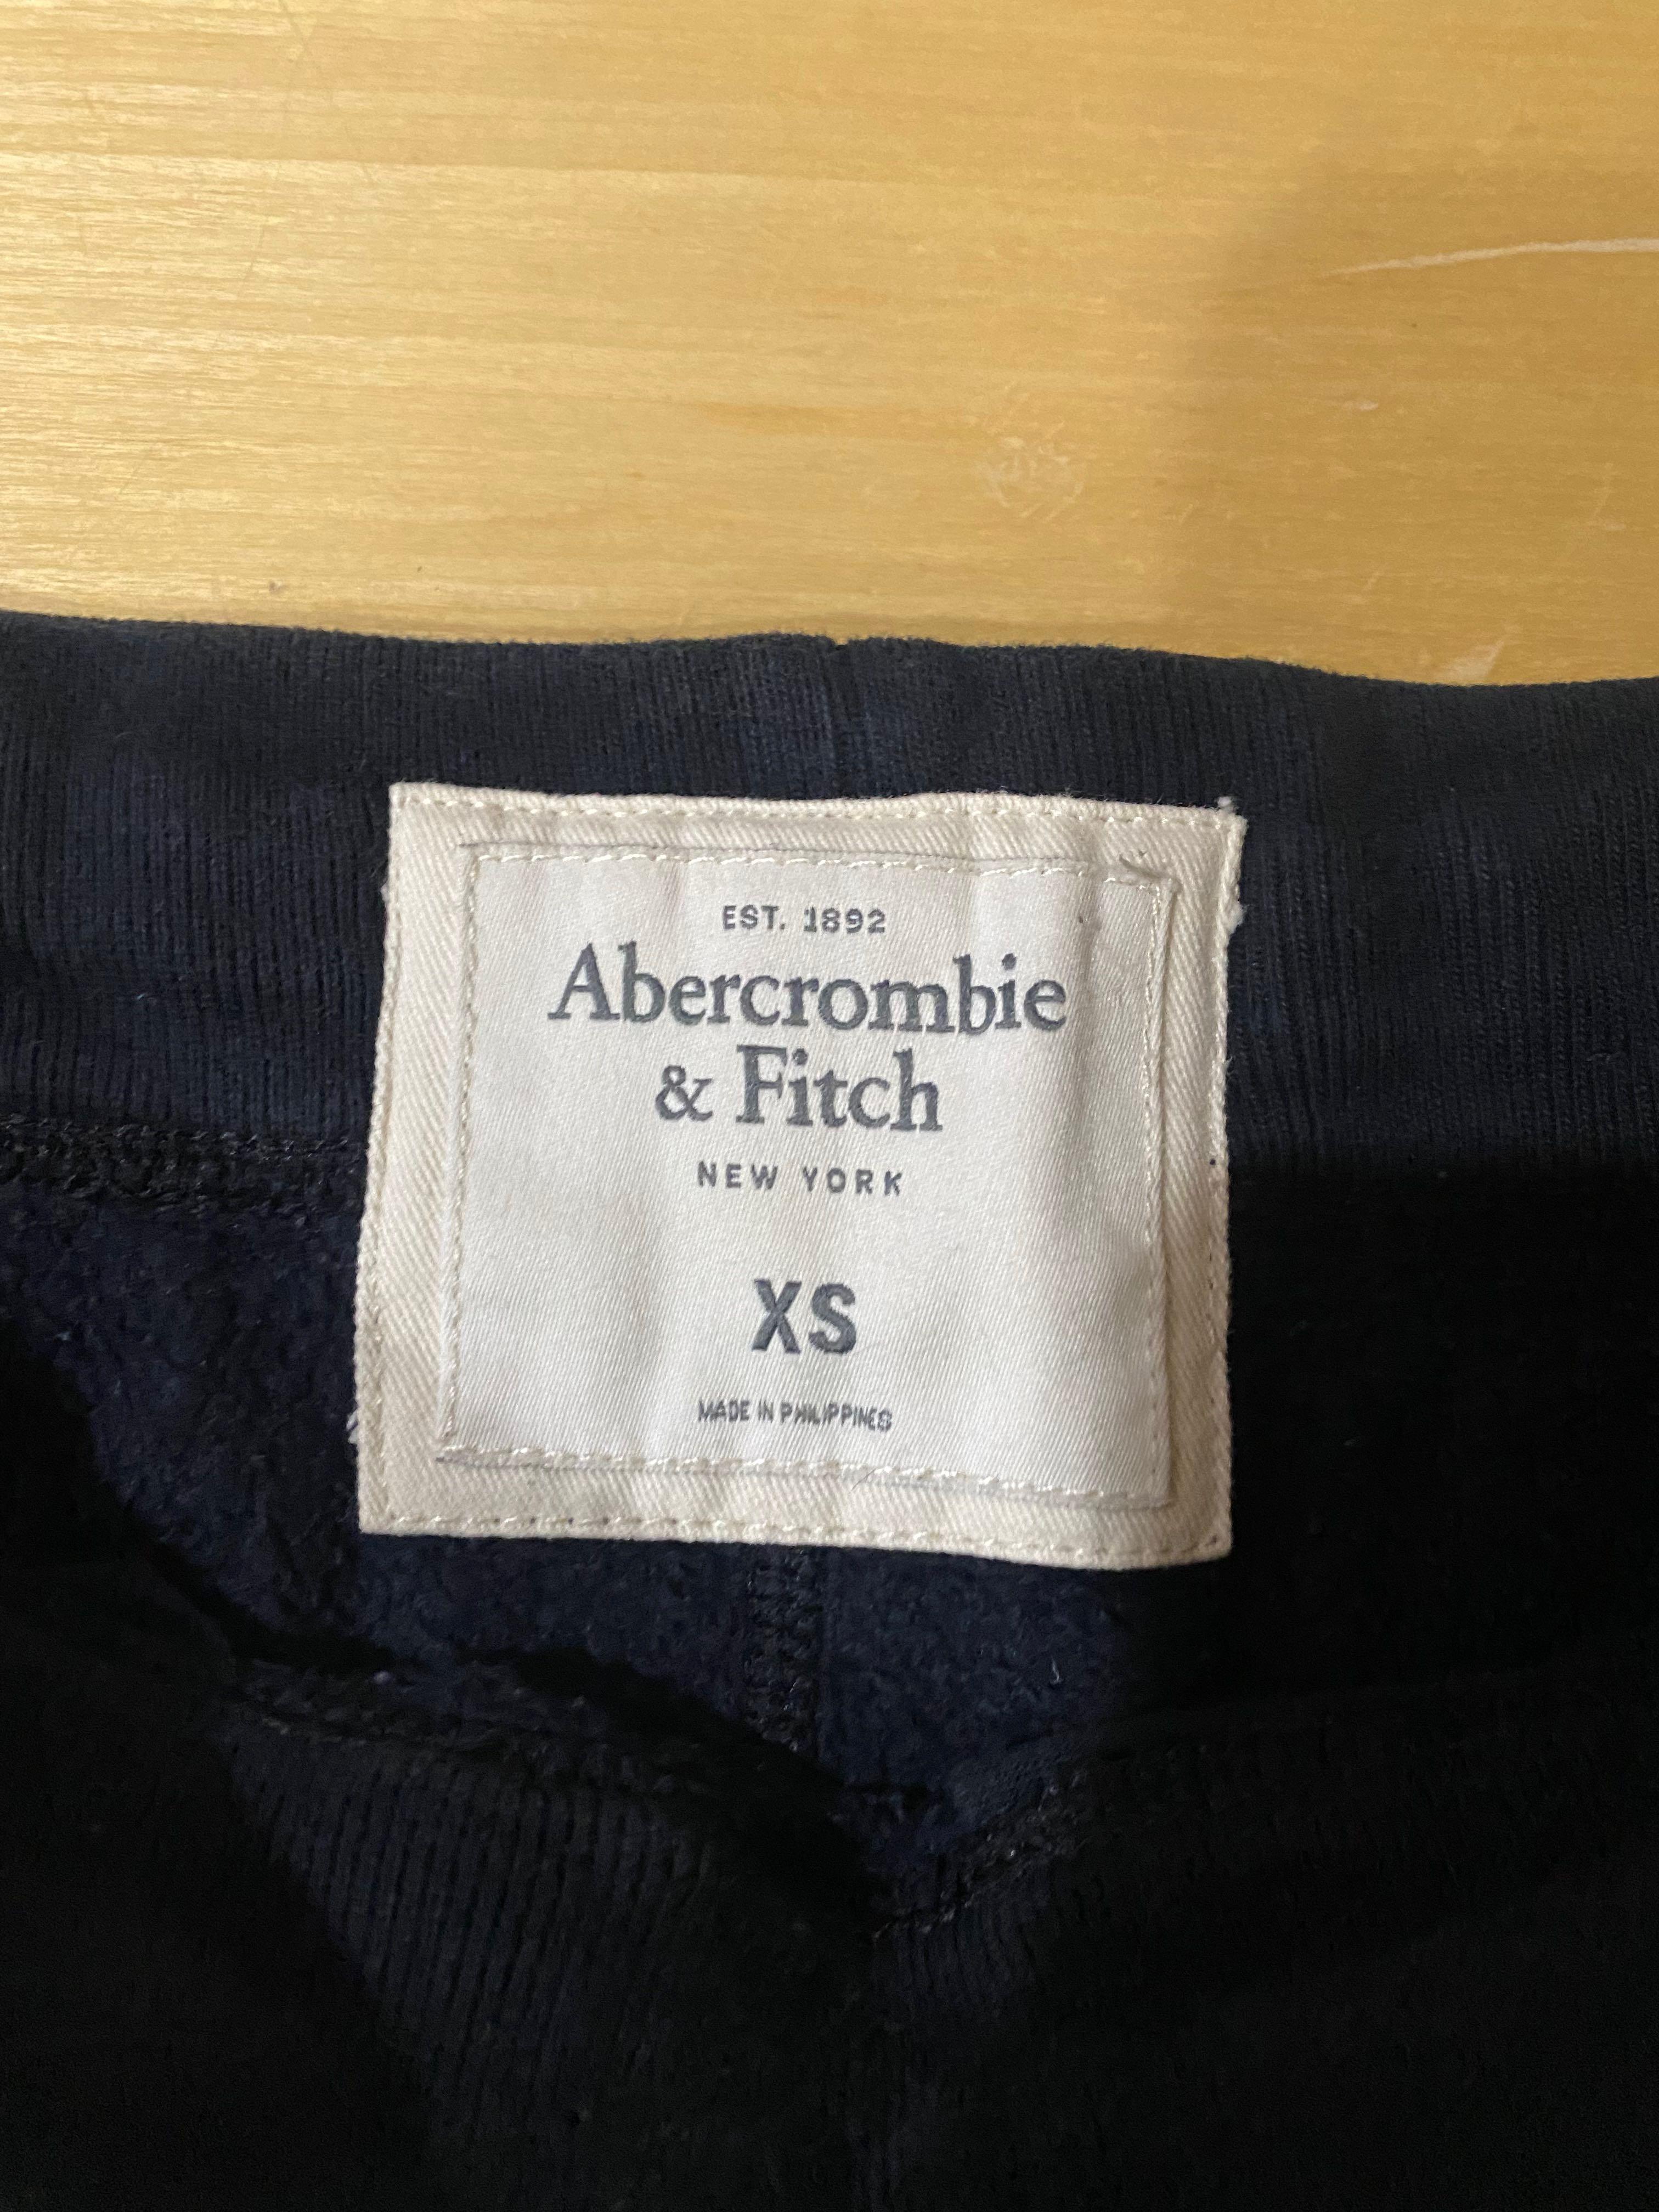 EST. 1892
Abercrombie
& Fitch
NEW YORK
XS
MADE IN PHILIPPINES